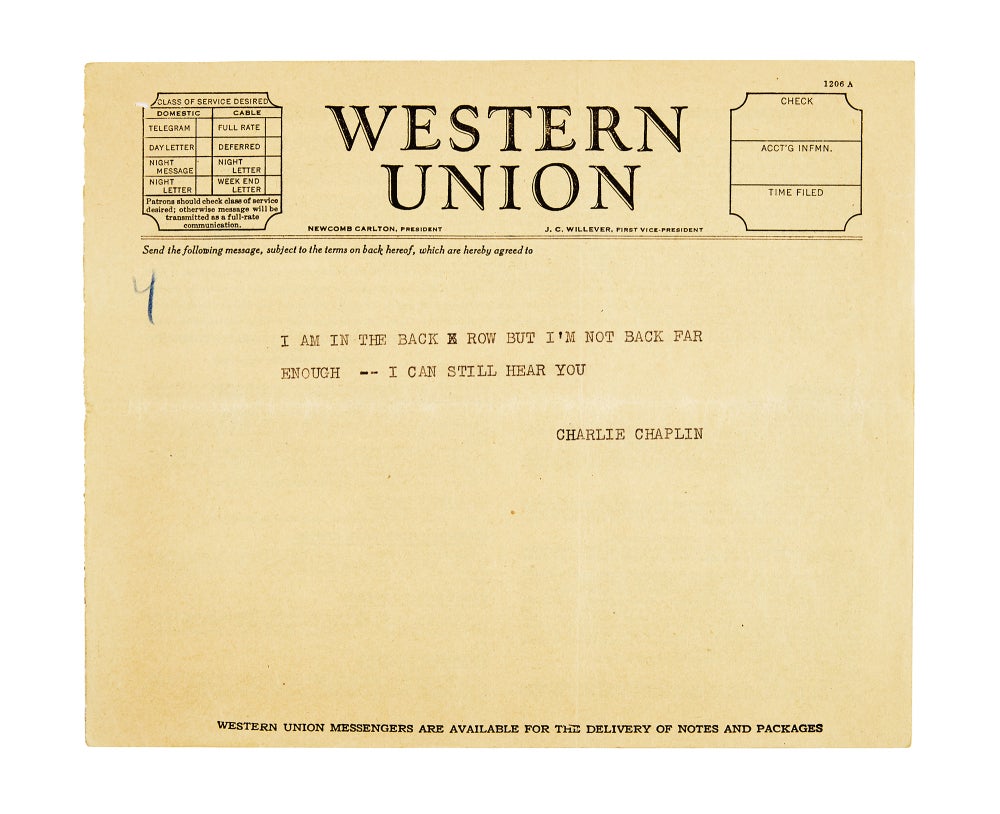 1206 A
CLASS OF SERVICE DESIRED
DOMESTIC CABLE
TELEGRAM FULL RATE
DAY LETTER DEFERRED
NIGHT MESSAGE NIGHT LETTER
NIGHT LETTER WEEK END LETTER
Patrons should check class of service
desired; otherwise message will be
transmitted as a full-rate
communication.
WESTERN
UNION
NEWCOMB CARLTON, PRESIDENT J. C. WILLEVER, FIRST VICE-PRESIDENT
CHECK
ACCT'G INFMN.
TIME FILED
Send the following message, subject to the terms on back hereof, which are hereby agreed to
I AM IN THE BACK ROW BUT I'M NOT BACK FAR
ENOUGH -- I CAN STILL HEAR YOU
CHARLIE CHAPLIN
WESTERN UNION MESSENGERS ARE AVAILABLE FOR THE DELIVERY OF NOTES AND PACKAGES